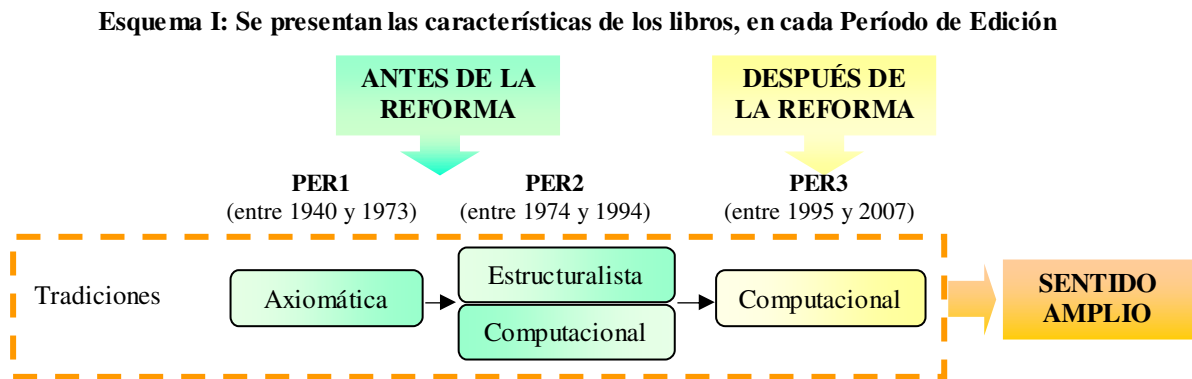 Esquema I: Se presentan las características de los libros, en cada Período de Edición
ANTES DE LA
REFORMA
DESPUÉS DE
LA REFORMA
PER1
(entre 1940 y 1973)
PER2
(entre 1974 y 1994)
PER3
(entre 1995 y 2007)
Tradiciones
Axiomática
Estructuralista
Computacional
Computacional
SENTIDO
AMPLIO